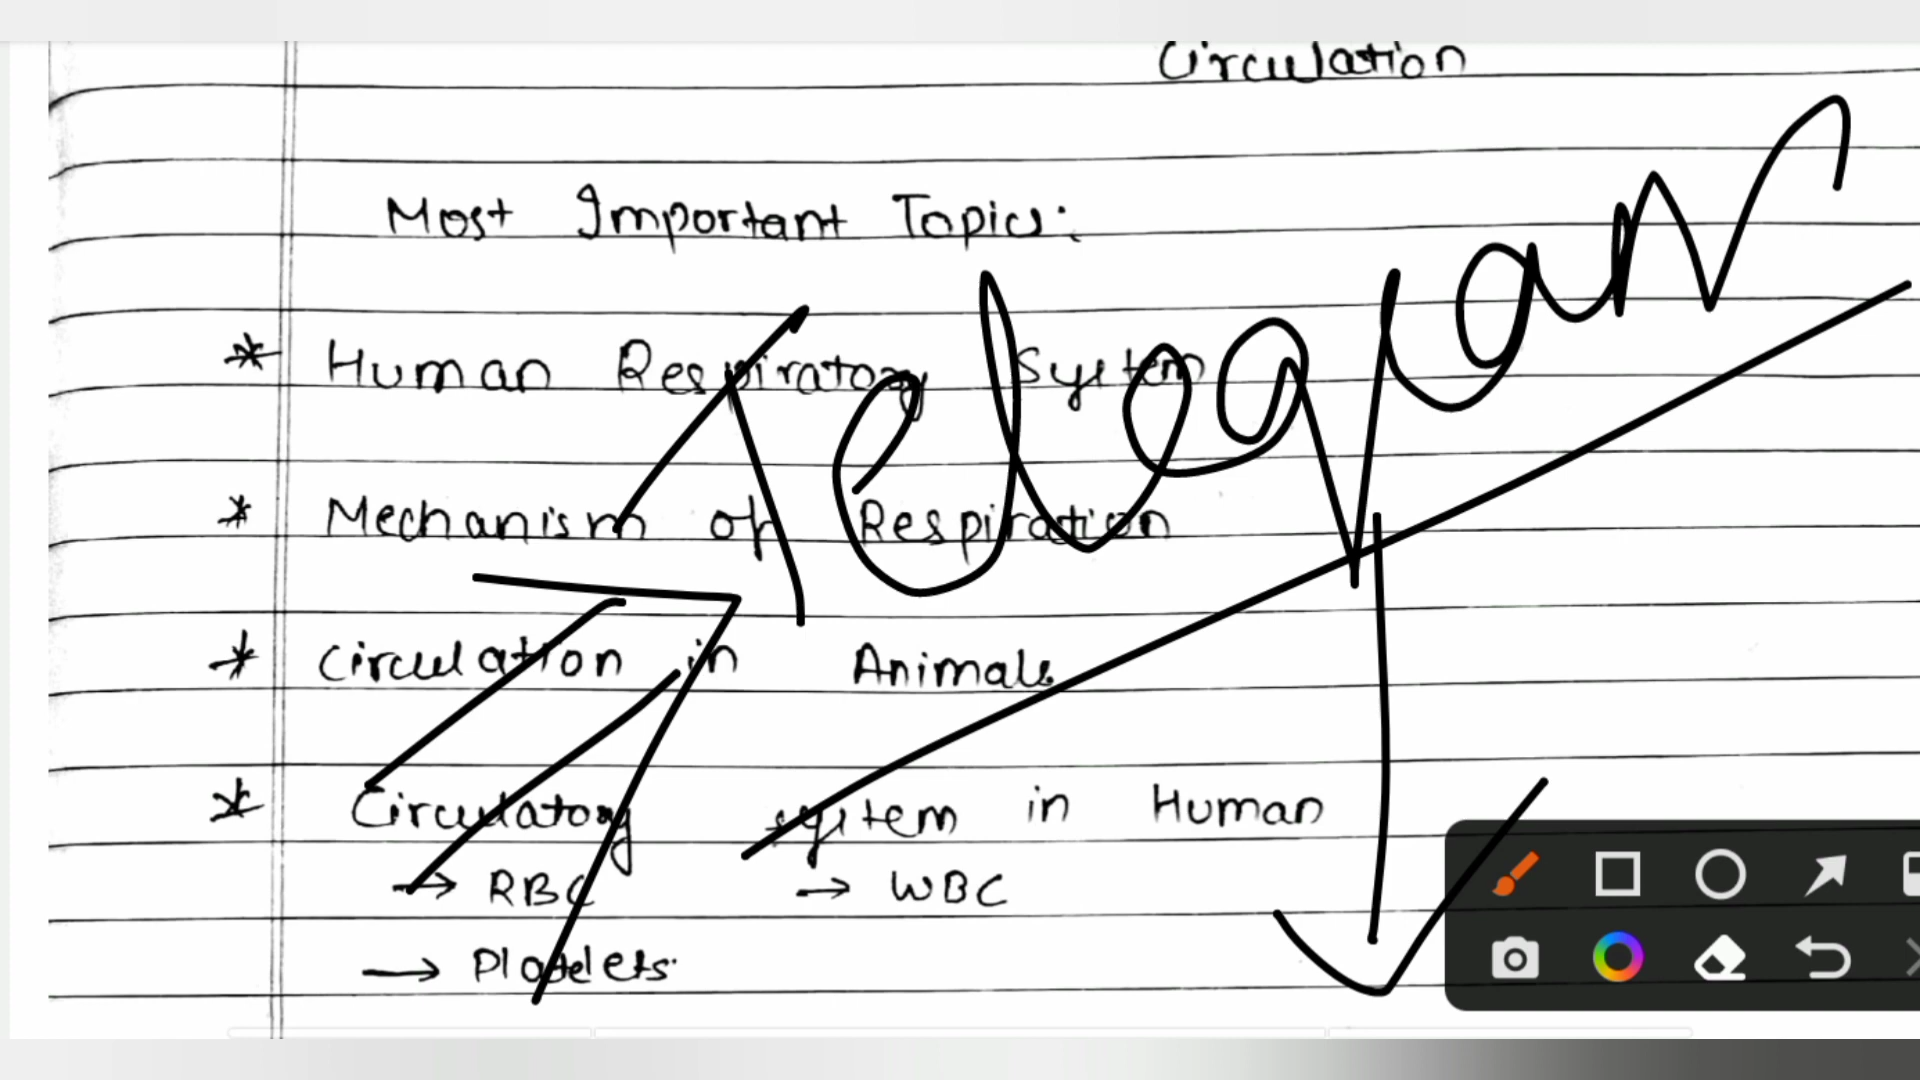 Circulation
Most Important Topics:
* Human Respiratory System
* Mechanism of Respiration
* Circulation in Animals
* Circulatory system in Human
→ RBC → WBC
→ Platelets
Telegram